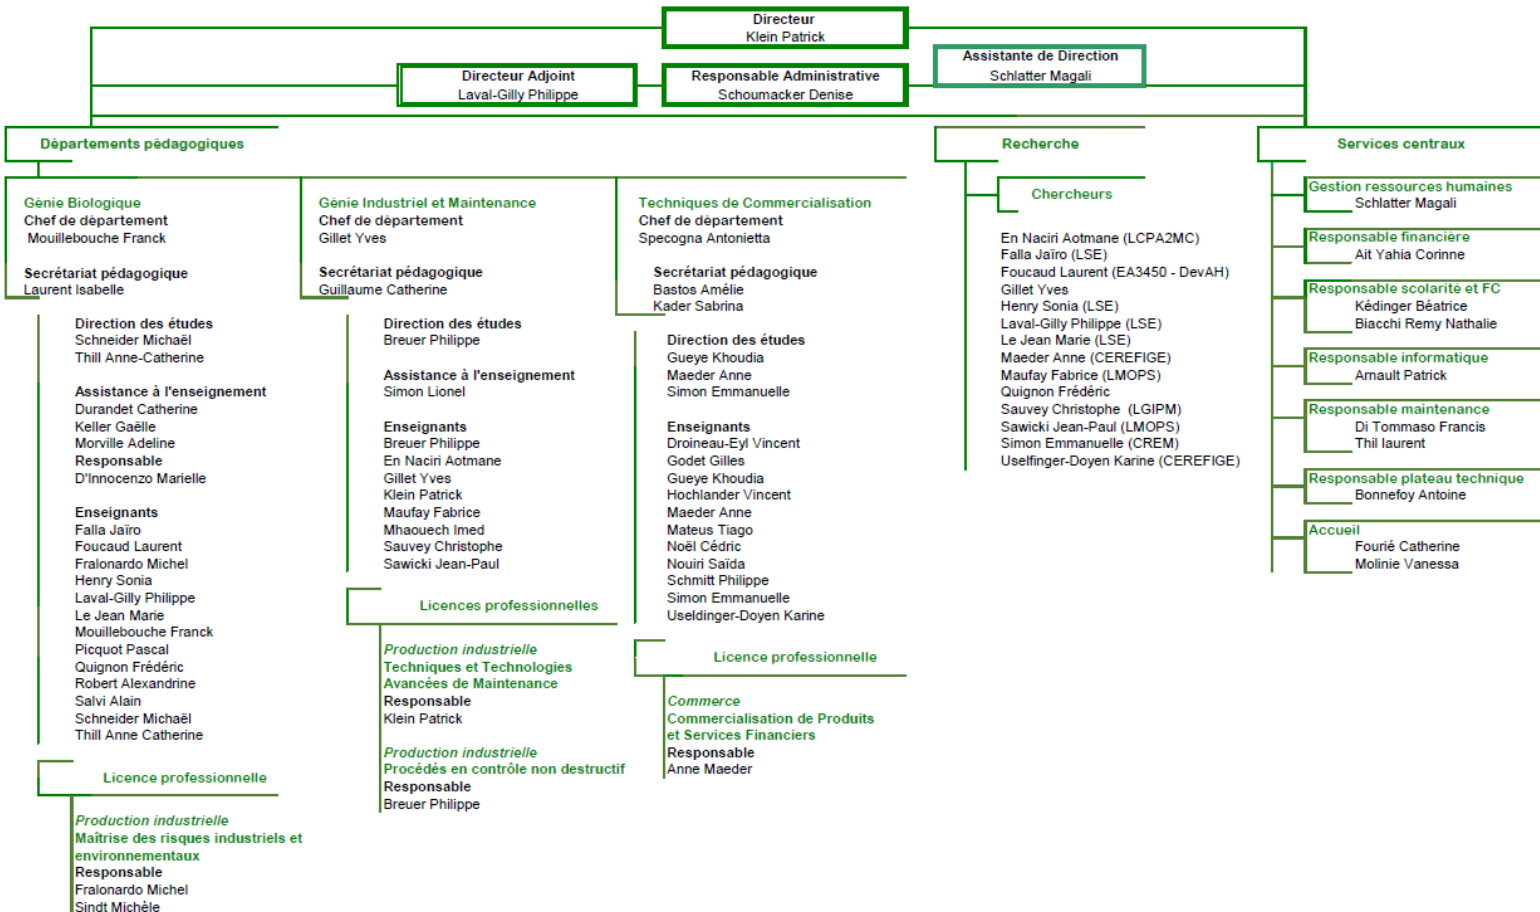 Directeur
Klein Patrick
Assistante de Direction
Schlatter Magali
Directeur Adjoint
Laval-Gilly Philippe
Responsable Administrative
Schoumacker Denise
Départements pédagogiques
Génie Biologique
Chef de département
Mouillebouche Franck
Secrétariat pédagogique
Laurent Isabelle
Direction des études
Schneider Michaël
Thill Anne-Catherine
Assistance à l'enseignement
Durandet Catherine
Keller Gaëlle
Morville Adeline
Responsable
D'Innocenzo Marielle
Enseignants
Falla Jaïro
Foucaud Laurent
Fralonardo Michel
Henry Sonia
Laval-Gilly Philippe
Le Jean Marie
Mouillebouche Franck
Picquot Pascal
Quignon Frédéric
Robert Alexandrine
Salvi Alain
Schneider Michaël
Thill Anne Catherine
Licence professionnelle
Production industrielle
Maîtrise des risques industriels et
environnementaux
Responsable
Fralonardo Michel
Sindt Michèle
Génie Industriel et Maintenance
Chef de département
Gillet Yves
Secrétariat pédagogique
Guillaume Catherine
Direction des études
Breuer Philippe
Assistance à l'enseignement
Simon Lionel
Enseignants
Breuer Philippe
En Naciri Aotmane
Gillet Yves
Klein Patrick
Maufay Fabrice
Mhaouech Imed
Sauvey Christophe
Sawicki Jean-Paul
Licences professionnelles
Production industrielle
Techniques et Technologies
Avancées de Maintenance
Responsable
Klein Patrick
Production industrielle
Procédés en contrôle non destructif
Responsable
Breuer Philippe
Techniques de Commercialisation
Chef de département
Specogna Antonietta
Secrétariat pédagogique
Bastos Amélie
Kader Sabrina
Direction des études
Gueye Khoudia
Maeder Anne
Simon Emmanuelle
Enseignants
Droineau-Eyl Vincent
Godet Gilles
Gueye Khoudia
Hochlander Vincent
Maeder Anne
Mateus Tiago
Noël Cédric
Nouiri Saïda
Schmitt Philippe
Simon Emmanuelle
Useldinger-Doyen Karine
Licence professionnelle
Commerce
Commercialisation de Produits
et Services Financiers
Responsable
Anne Maeder
Recherche
Chercheurs
En Naciri Aotmane (LCPA2MC)
Falla Jaïro (LSE)
Foucaud Laurent (EA3450 - DevAH)
Gillet Yves
Henry Sonia (LSE)
Laval-Gilly Philippe (LSE)
Le Jean Marie (LSE)
Maeder Anne (CEREFIGE)
Maufay Fabrice (LMOPS)
Quignon Frédéric
Sauvey Christophe (LGIPM)
Sawicki Jean-Paul (LMOPS)
Simon Emmanuelle (CREM)
Uselfinger-Doyen Karine (CEREFIGE)
Services centraux
Gestion ressources humaines
Schlatter Magali
Responsable financière
Ait Yahia Corinne
Responsable scolarité et FC
Kédinger Béatrice
Biacchi Remy Nathalie
Responsable informatique
Arnault Patrick
Responsable maintenance
Di Tommaso Francis
Thil laurent
Responsable plateau technique
Bonnefoy Antoine
Accueil
Fourié Catherine
Molinie Vanessa